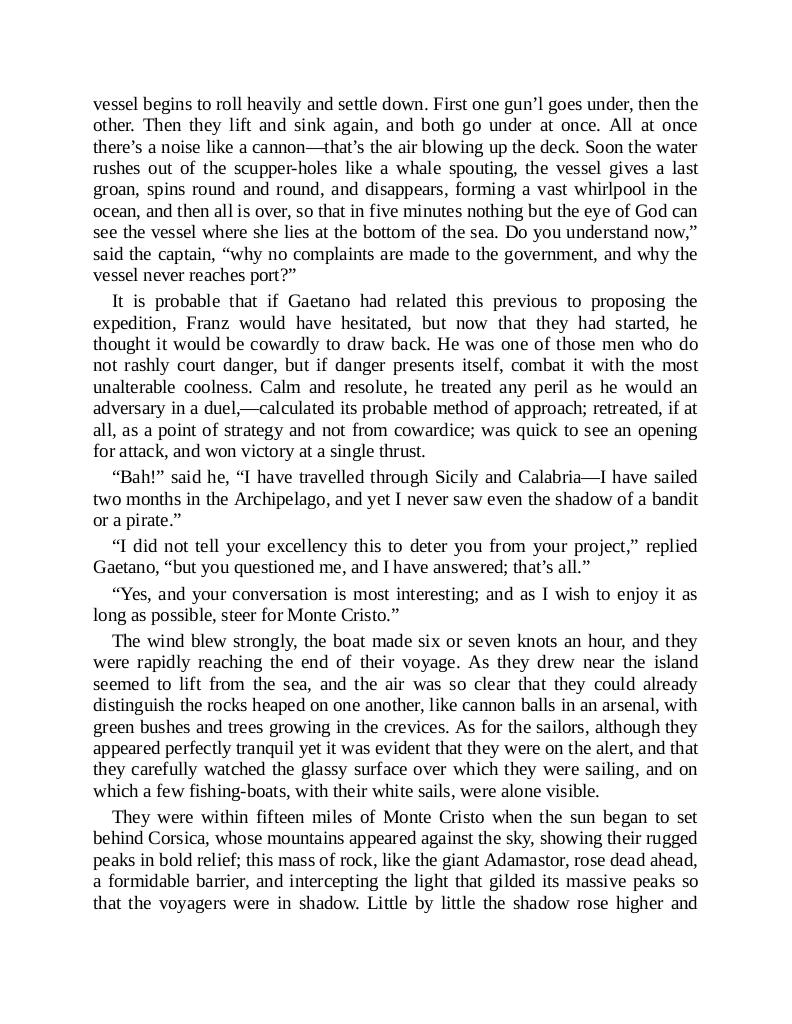 vessel begins to roll heavily and settle down. First one gun’l goes under, then the
other. Then they lift and sink again, and both go under at once. All at once
there’s a noise like a cannon—that’s the air blowing up the deck. Soon the water
rushes out of the scupper-holes like a whale spouting, the vessel gives a last
groan, spins round and round, and disappears, forming a vast whirlpool in the
ocean, and then all is over, so that in five minutes nothing but the eye of God can
see the vessel where she lies at the bottom of the sea. Do you understand now,”
said the captain, “why no complaints are made to the government, and why the
vessel never reaches port?”
It is probable that if Gaetano had related this previous to proposing the
expedition, Franz would have hesitated, but now that they had started, he
thought it would be cowardly to draw back. He was one of those men who do
not rashly court danger, but if danger presents itself, combat it with the most
unalterable coolness. Calm and resolute, he treated any peril as he would an
adversary in a duel,—calculated its probable method of approach; retreated, if at
all, as a point of strategy and not from cowardice; was quick to see an opening
for attack, and won victory at a single thrust.
“Bah!” said he, “I have travelled through Sicily and Calabria—I have sailed
two months in the Archipelago, and yet I never saw even the shadow of a bandit
or a pirate.”
“I did not tell your excellency this to deter you from your project,” replied
Gaetano, “but you questioned me, and I have answered; that’s all.”
“Yes, and your conversation is most interesting; and as I wish to enjoy it as
long as possible, steer for Monte Cristo.”
The wind blew strongly, the boat made six or seven knots an hour, and they
were rapidly reaching the end of their voyage. As they drew near the island
seemed to lift from the sea, and the air was so clear that they could already
distinguish the rocks heaped on one another, like cannon balls in an arsenal, with
green bushes and trees growing in the crevices. As for the sailors, although they
appeared perfectly tranquil yet it was evident that they were on the alert, and that
they carefully watched the glassy surface over which they were sailing, and on
which a few fishing-boats, with their white sails, were alone visible.
They were within fifteen miles of Monte Cristo when the sun began to set
behind Corsica, whose mountains appeared against the sky, showing their rugged
peaks in bold relief; this mass of rock, like the giant Adamastor, rose dead ahead,
a formidable barrier, and intercepting the light that gilded its massive peaks so
that the voyagers were in shadow. Little by little the shadow rose higher and